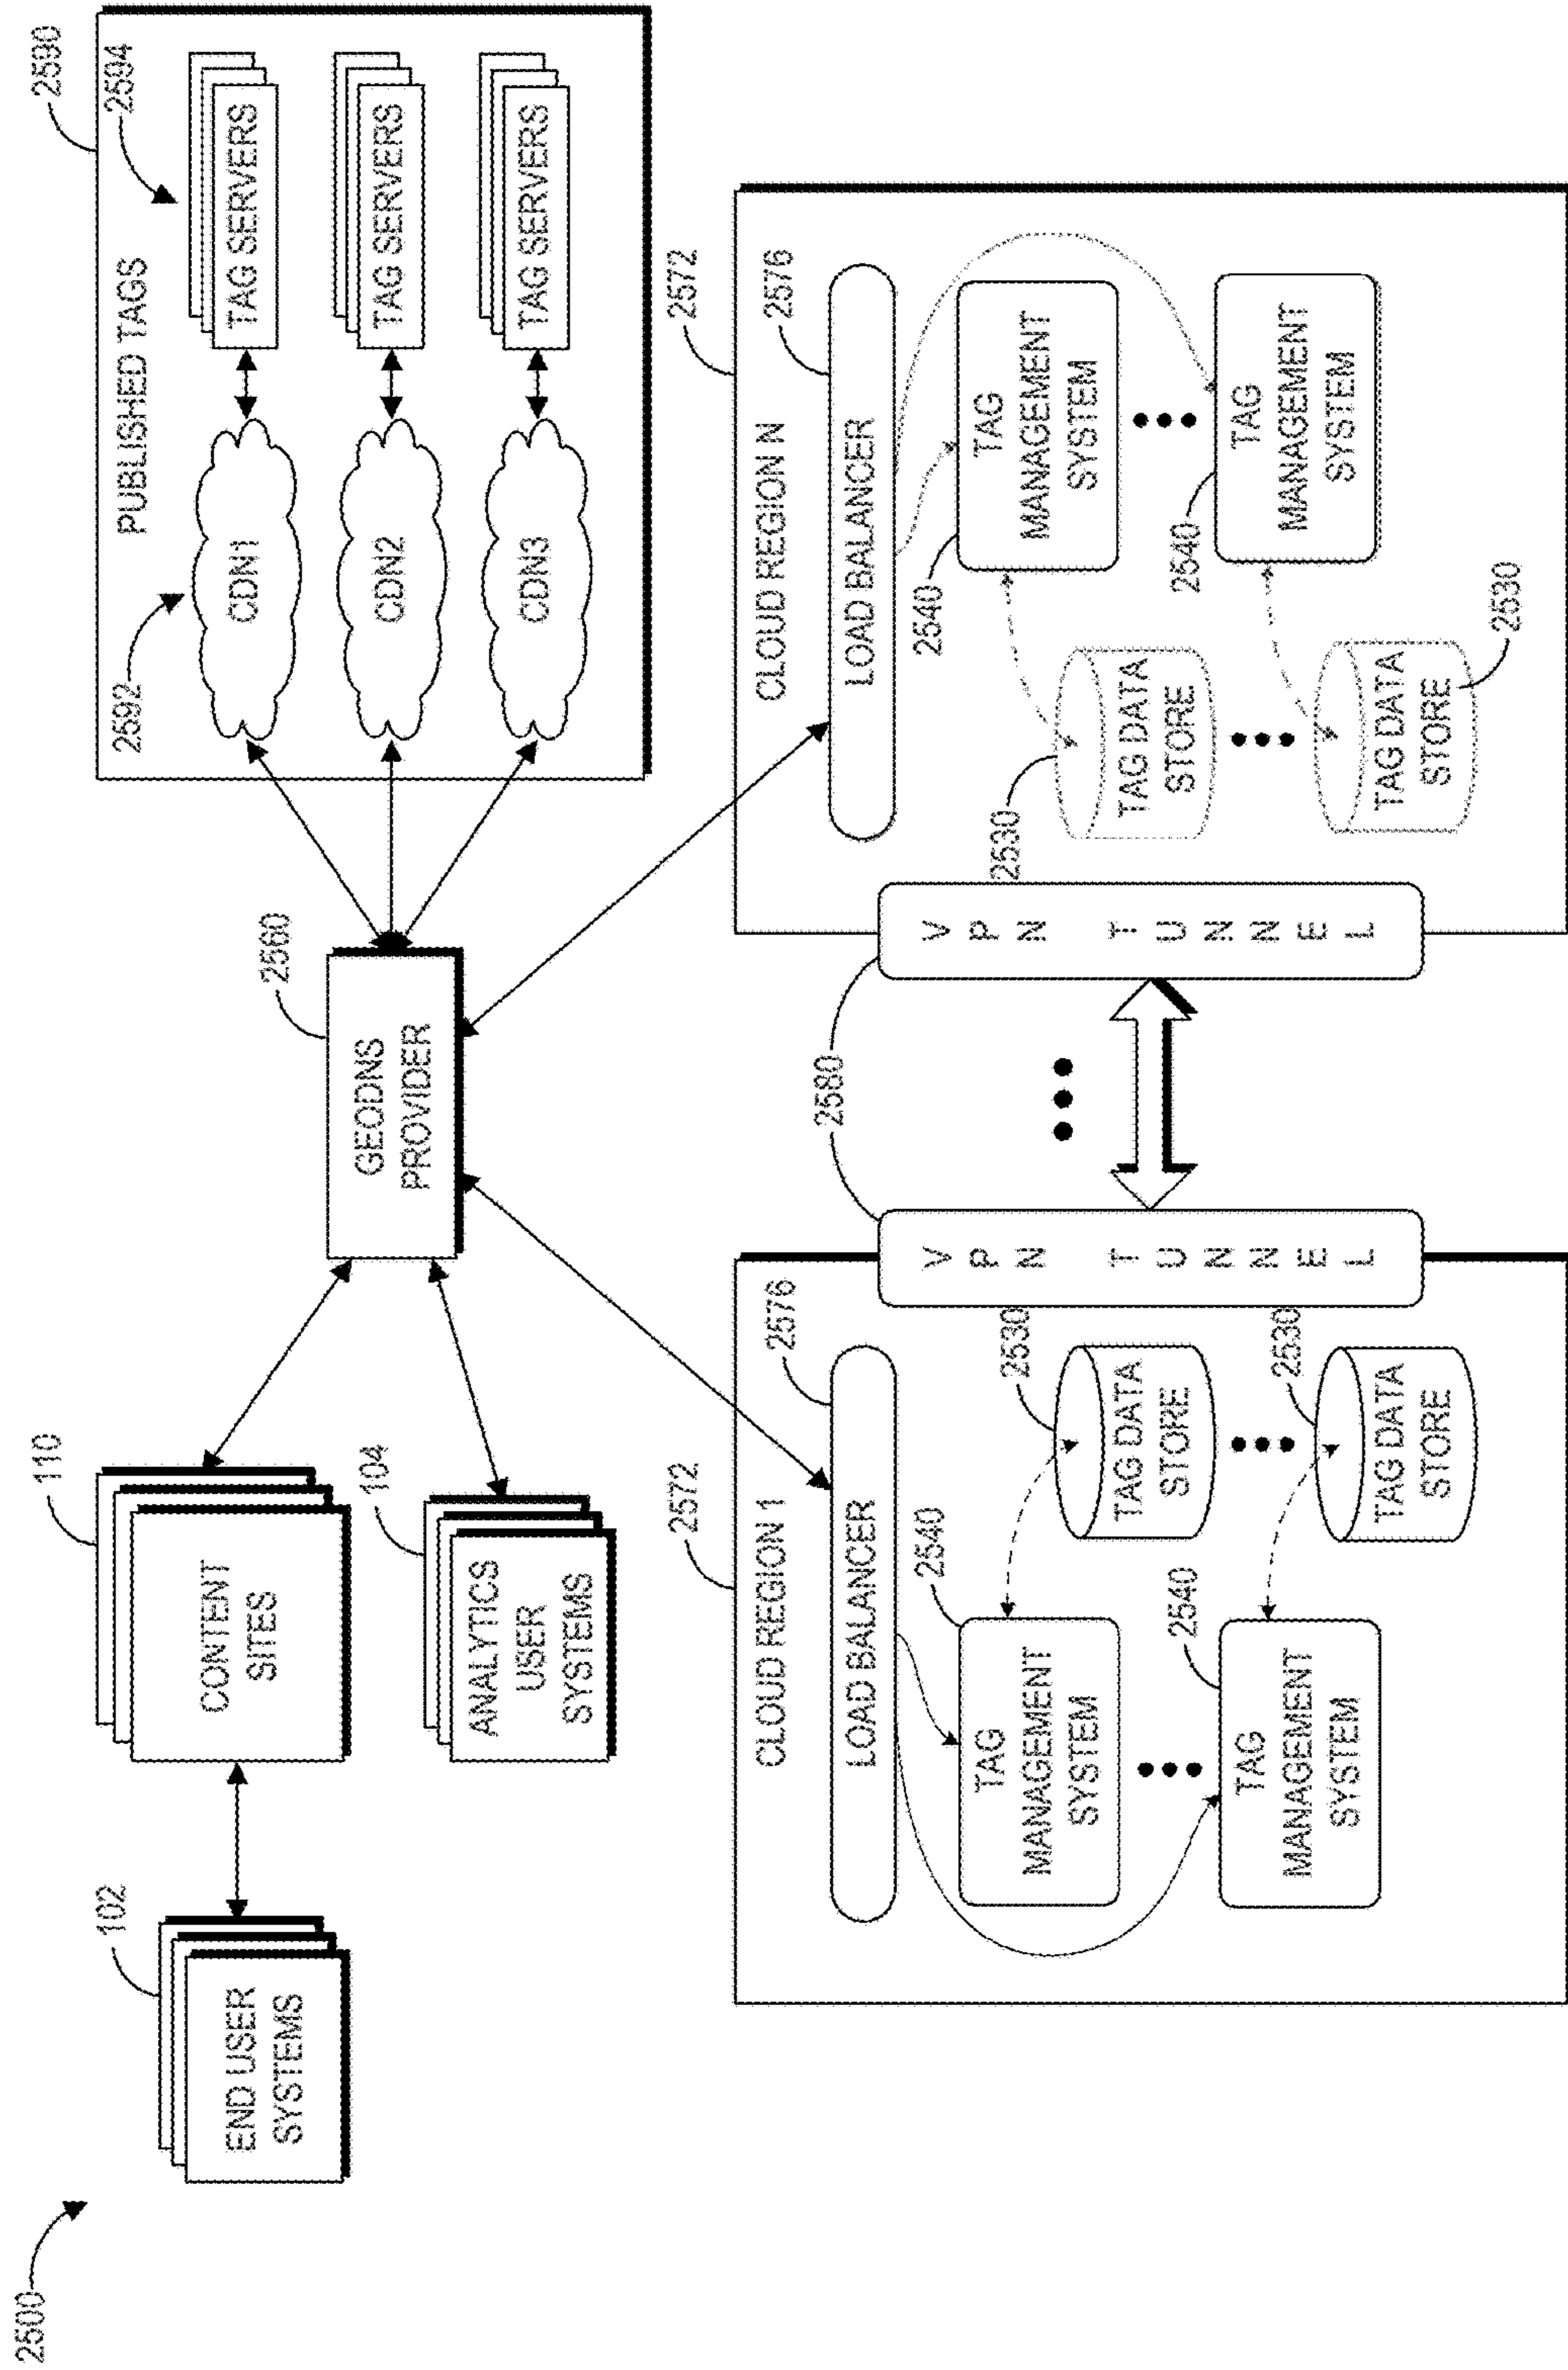 2500
102
END USER
SYSTEMS
110
CONTENT
SITES
104
ANALYTICS
USER
SYSTEMS
2560
GEODNS
PROVIDER
2590
PUBLISHED TAGS
2594
2592
CDN1
TAG SERVERS
CDN2
TAG SERVERS
CDN3
TAG SERVERS
2572
CLOUD REGION 1
2576
LOAD BALANCER
2540
TAG
MANAGEMENT
SYSTEM
2530
TAG DATA
STORE
2540
TAG
MANAGEMENT
SYSTEM
2530
TAG DATA
STORE
VPN TUNNEL
2580
VPN TUNNEL
2572
CLOUD REGION N
2576
LOAD BALANCER
2530
TAG DATA
STORE
2540
TAG
MANAGEMENT
SYSTEM
2530
TAG DATA
STORE
2540
TAG
MANAGEMENT
SYSTEM